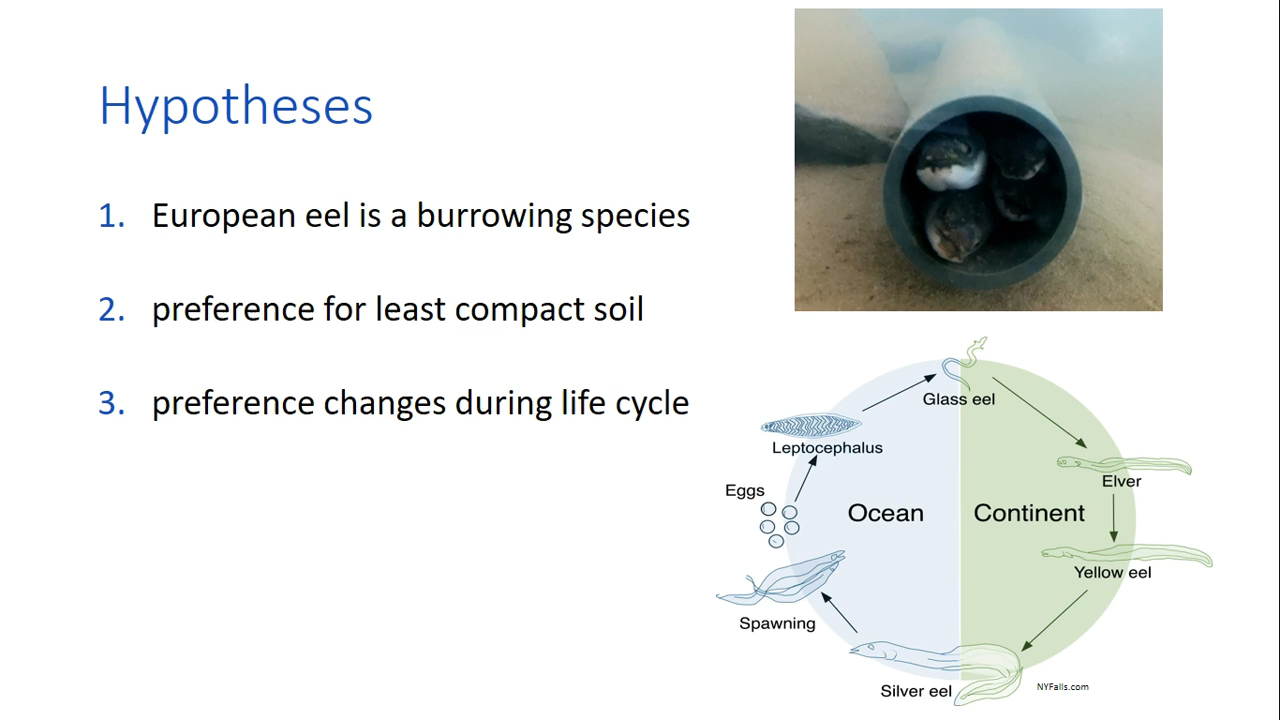 Hypotheses
1. European eel is a burrowing species
2. preference for least compact soil
3. preference changes during life cycle
Glass eel
Leptocephalus
Elver
Eggs
Ocean
Continent
Yellow eel
Spawning
Silver eel
NYFalls.com